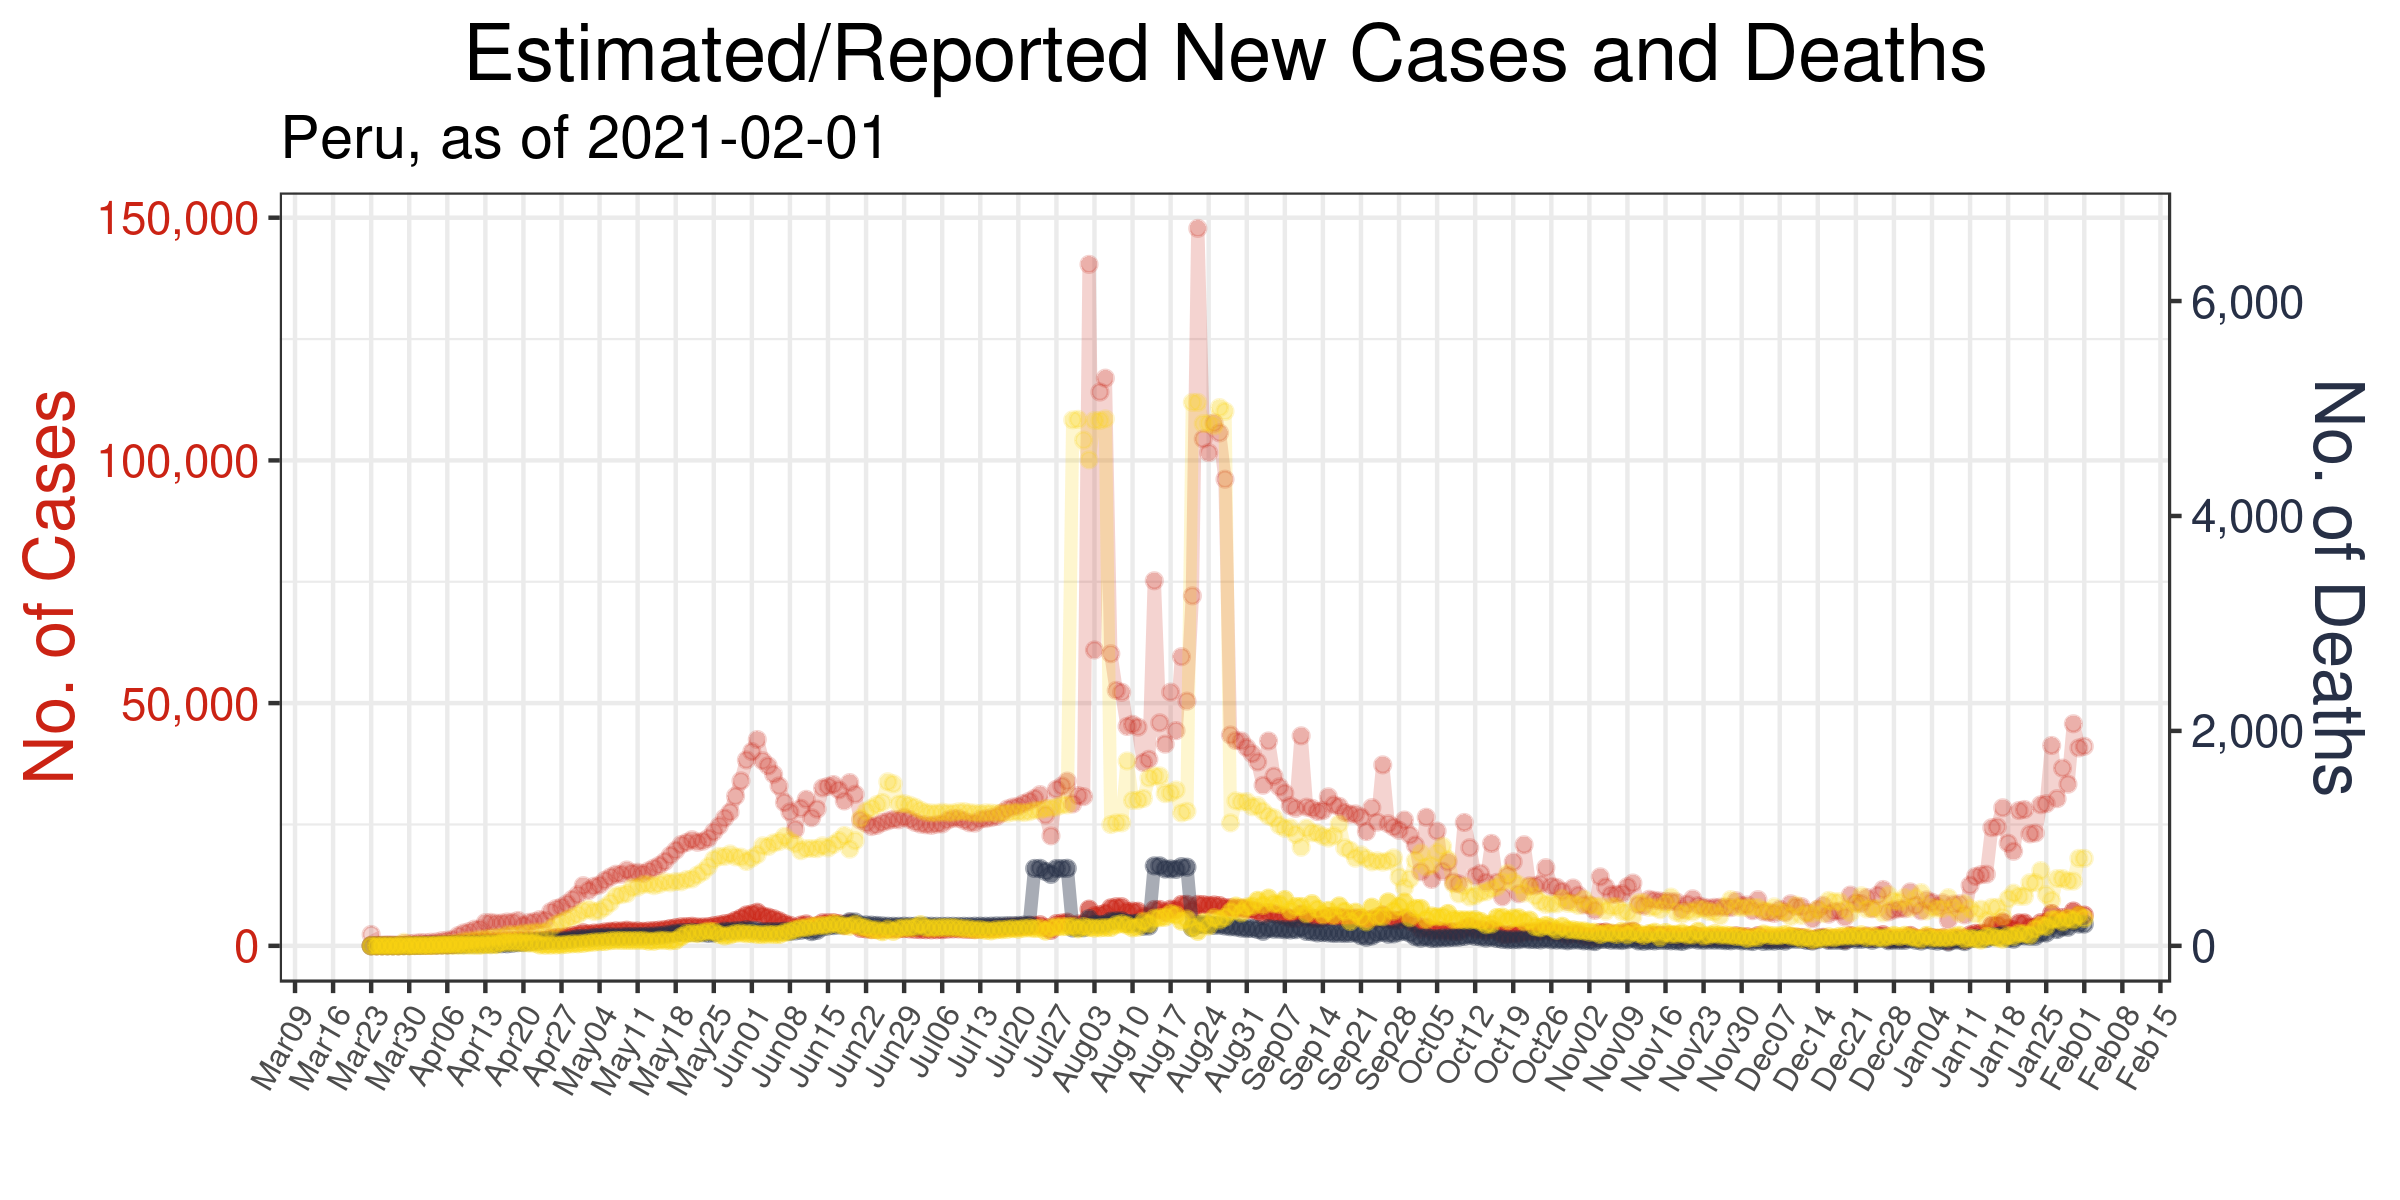 Estimated/Reported New Cases and Deaths
Peru, as of 2021-02-01
No. of Cases
150,000
100,000
50,000
0
6,000
4,000
2,000
0
No. of Deaths
Mar09
Mar16
Mar23
Mar30
Apr06
Apr13
Apr20
Apr27
May04
May11
May18
May25
Jun01
Jun08
Jun15
Jun22
Jun29
Jul06
Jul13
Jul20
Jul27
Aug03
Aug10
Aug17
Aug24
Aug31
Sep07
Sep14
Sep21
Sep28
Oct05
Oct12
Oct19
Oct26
Nov02
Nov09
Nov16
Nov23
Nov30
Dec07
Dec14
Dec21
Dec28
Jan04
Jan11
Jan18
Jan25
Feb01
Feb08
Feb15